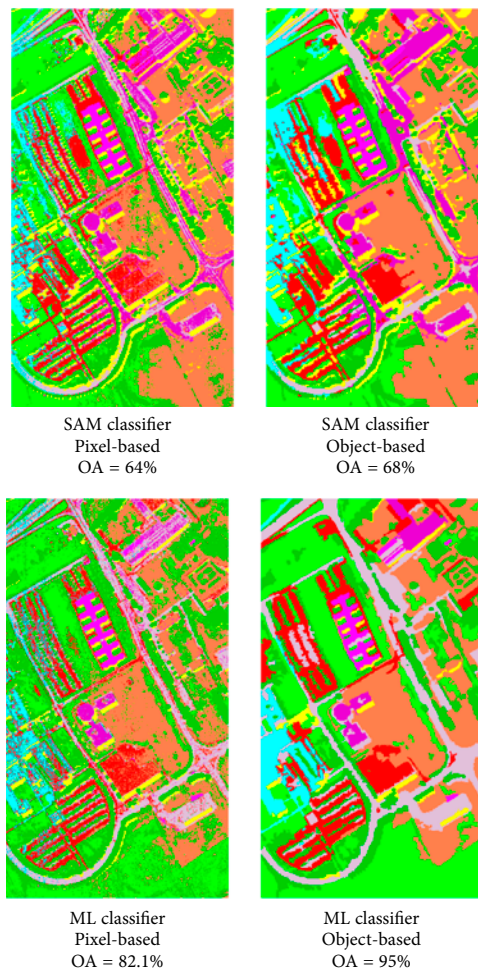 SAM classifier
Pixel-based
OA = 64%
SAM classifier
Object-based
OA = 68%
ML classifier
Pixel-based
OA = 82.1%
ML classifier
Object-based
OA = 95%